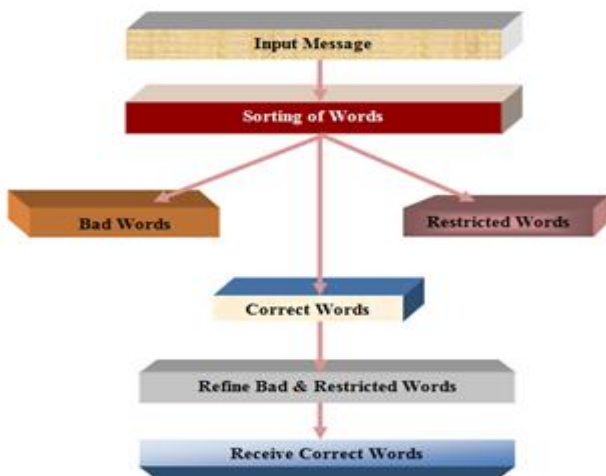 Input Message
Sorting of Words
Bad Words
Restricted Words
Correct Words
Refine Bad & Restricted Words
Receive Correct Words